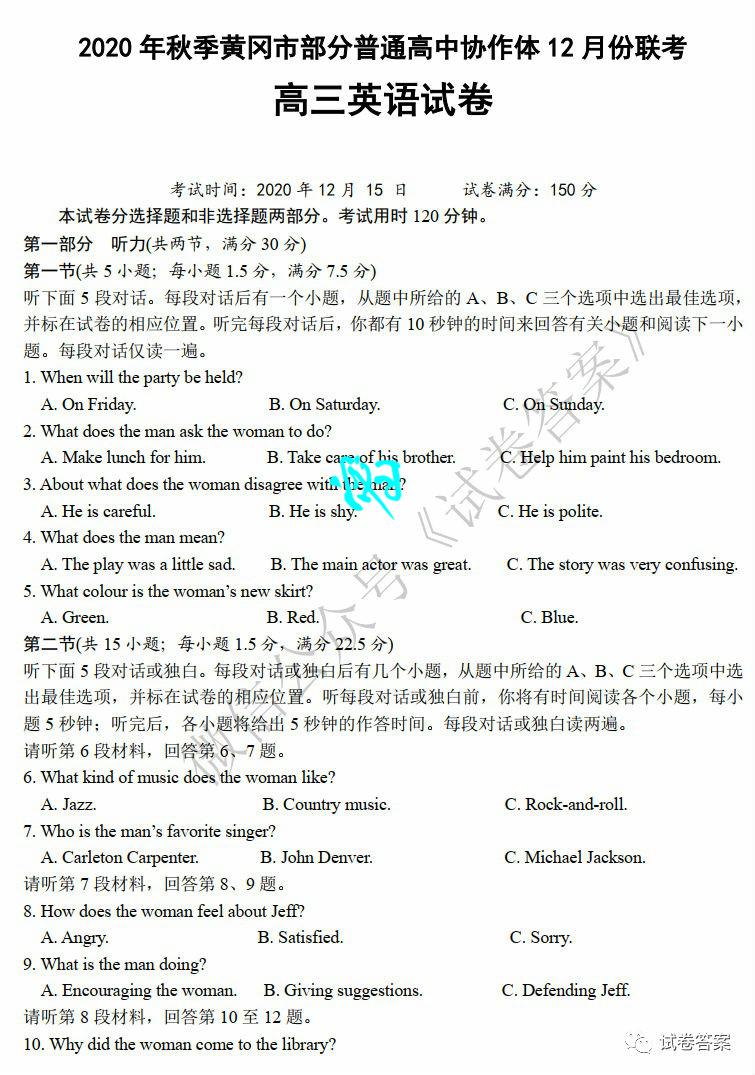 2020 年秋季黄冈市部分普通高中协作体 12 月份联考
高三英语试卷
考试时间：2020 年 12 月 15 日 试卷满分：150 分
本试卷分选择题和非选择题两部分。考试用时 120 分钟。
第一部分 听力(共两节，满分 30 分)
第一节(共 5 小题；每小题 1.5 分，满分 7.5 分)
听下面 5 段对话。每段对话后有一个小题，从题中所给的 A、B、C 三个选项中选出最佳选项，
并标在试卷的相应位置。听完每段对话后，你都有 10 秒钟的时间来回答有关小题和阅读下一小
题。每段对话仅读一遍。
1. When will the party be held?
A. On Friday. B. On Saturday. C. On Sunday.
2. What does the man ask the woman to do?
A. Make lunch for him. B. Take care of his brother. C. Help him paint his bedroom.
3. About what does the woman disagree with the man?
A. He is careful. B. He is shy. C. He is polite.
4. What does the man mean?
A. The play was a little sad. B. The main actor was great. C. The story was very confusing.
5. What colour is the woman’s new skirt?
A. Green. B. Red. C. Blue.
第二节(共 15 小题；每小题 1.5 分，满分 22.5 分)
听下面 5 段对话或独白。每段对话或独白后有几个小题，从题中所给的 A、B、C 三个选项中选
出最佳选项，并标在试卷的相应位置。听每段对话或独白前，你将有时间阅读各个小题，每小
题 5 秒钟；听完后，各小题将给出 5 秒钟的作答时间。每段对话或独白读两遍。
请听第 6 段材料，回答第 6、7 题。
6. What kind of music does the woman like?
A. Jazz. B. Country music. C. Rock-and-roll.
7. Who is the man’s favorite singer?
A. Carleton Carpenter. B. John Denver. C. Michael Jackson.
请听第 7 段材料，回答第 8、9 题。
8. How does the woman feel about Jeff?
A. Angry. B. Satisfied. C. Sorry.
9. What is the man doing?
A. Encouraging the woman. B. Giving suggestions. C. Defending Jeff.
请听第 8 段材料，回答第 10 至 12 题。
10. Why did the woman come to the library?
微信公众号《试卷答案》
试卷答案